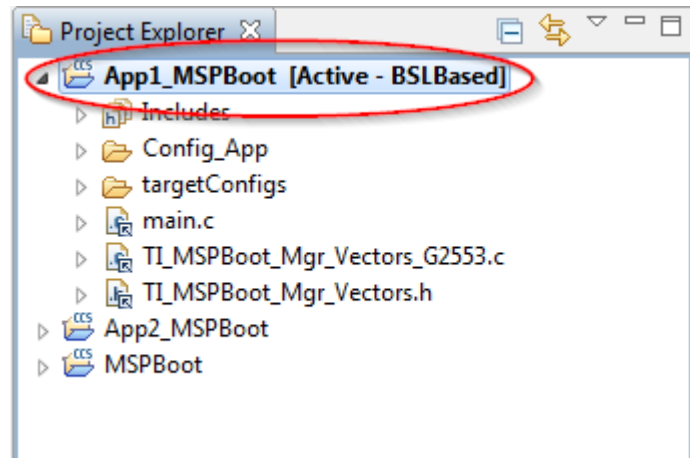 Project Explorer
App1_MSPBoot [Active - BSLBased]
Includes
Config_App
targetConfigs
main.c
TI_MSPBoot_Mgr_Vectors_G2553.c
TI_MSPBoot_Mgr_Vectors.h
App2_MSPBoot
MSPBoot